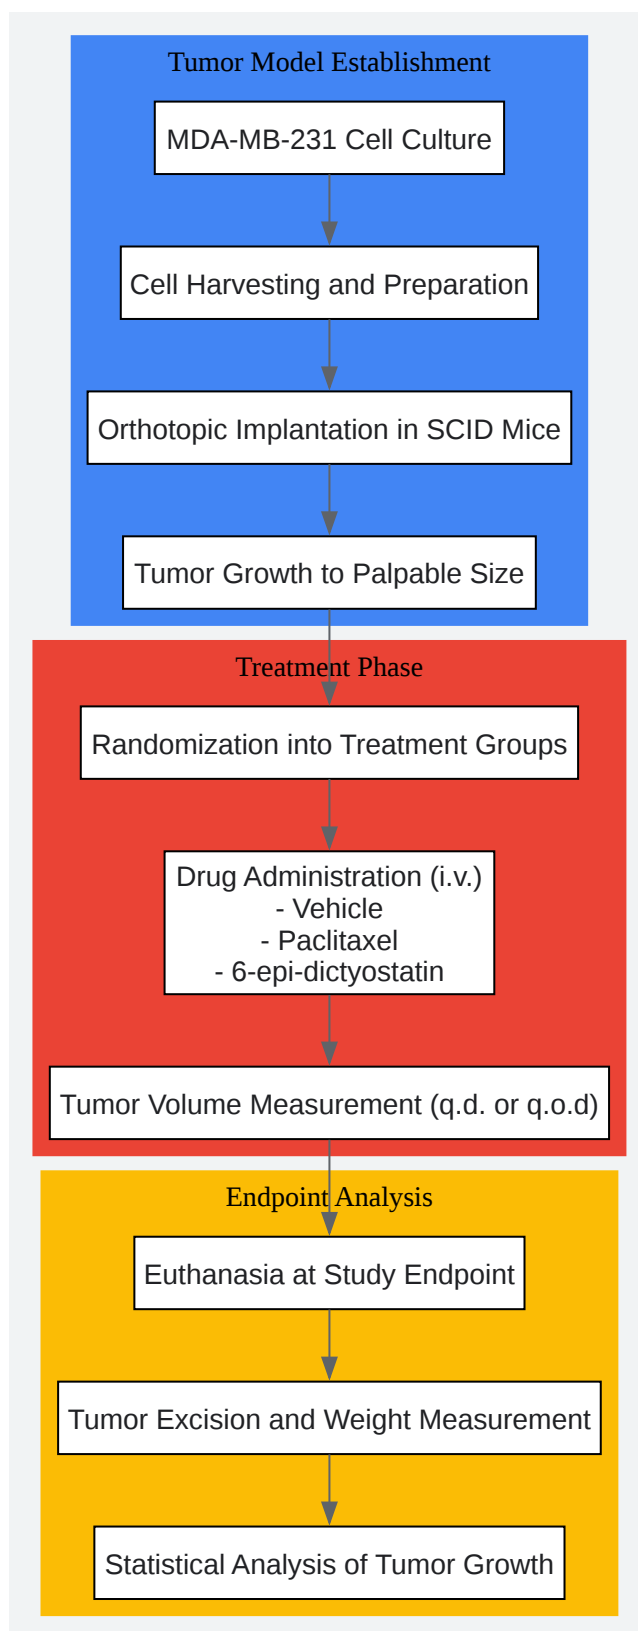 Tumor Model Establishment
MDA-MB-231 Cell Culture
Cell Harvesting and Preparation
Orthotopic Implantation in SCID Mice
Tumor Growth to Palpable Size
Treatment Phase
Randomization into Treatment Groups
Drug Administration (i.v.)
- Vehicle
- Paclitaxel
- 6-epi-dictyostatin
Tumor Volume Measurement (q.d. or q.o.d)
Endpoint Analysis
Euthanasia at Study Endpoint
Tumor Excision and Weight Measurement
Statistical Analysis of Tumor Growth